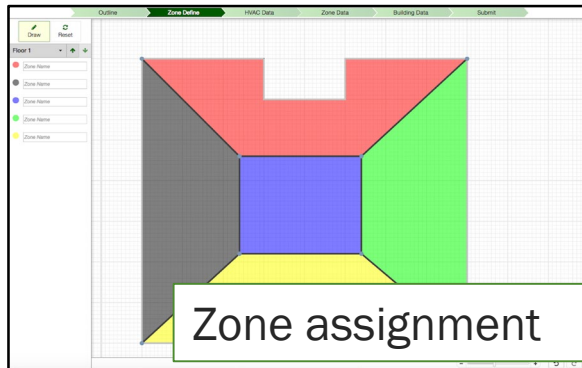 Outline Zone Define HVAC Data Zone Data Building Data Submit
Draw Reset
Floor 1
Zone Name
Zone Name
Zone Name
Zone Name
Zone Name
Zone assignment